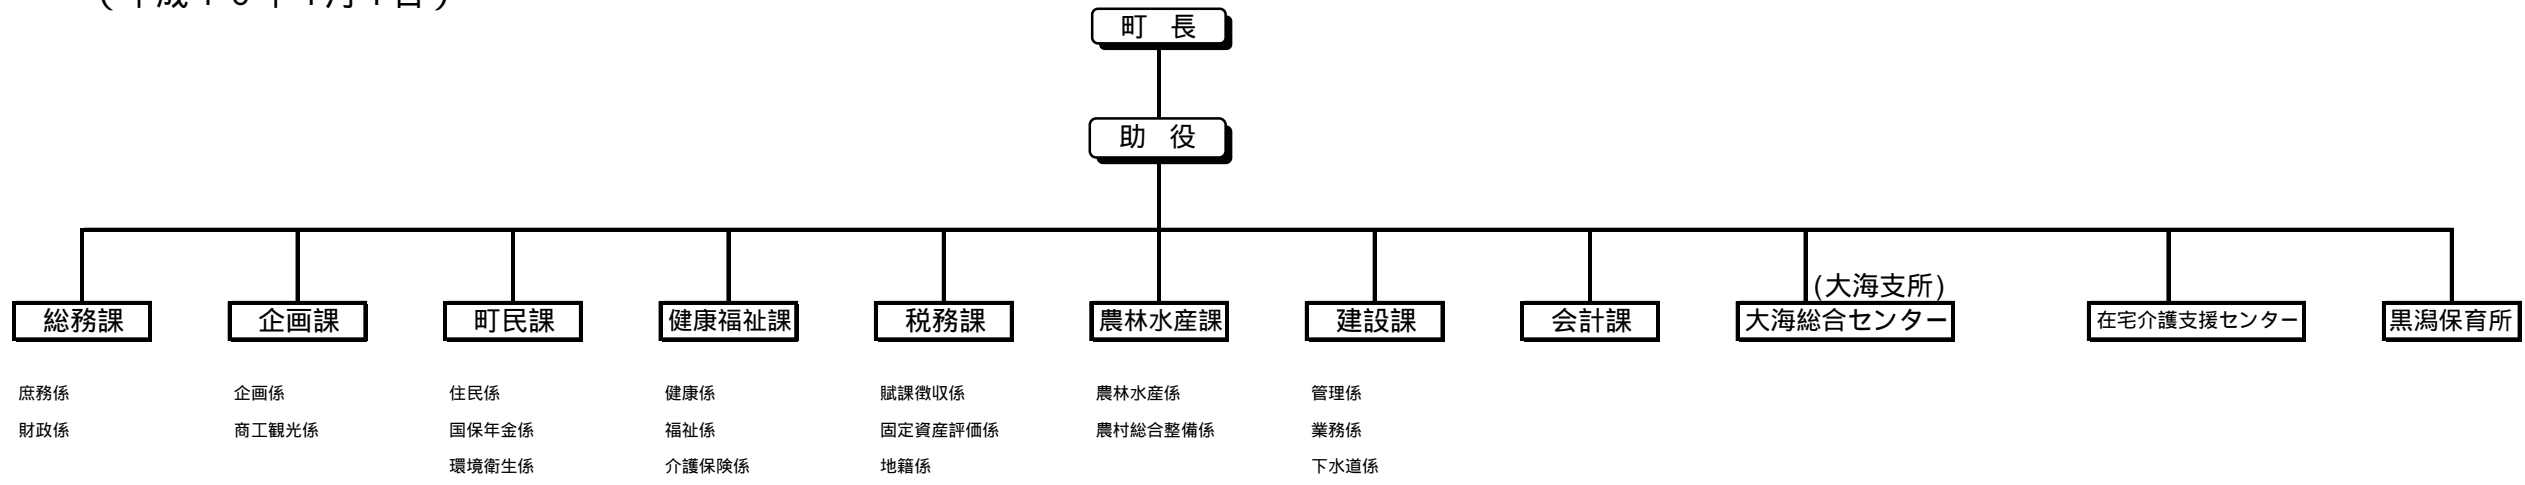 町　長
助　役
(大海支所)
総務課 企画課 町民課 健康福祉課 税務課 農林水産課 建設課 会計課 大海総合センター 在宅介護支援センター 黒潟保育所
庶務係 企画係 住民係 健康係 賦課徴収係 農林水産係 管理係
財政係 商工観光係 国保年金係 福祉係 固定資産評価係 農村総合整備係 業務係
環境衛生係 介護保険係 地籍係 下水道係